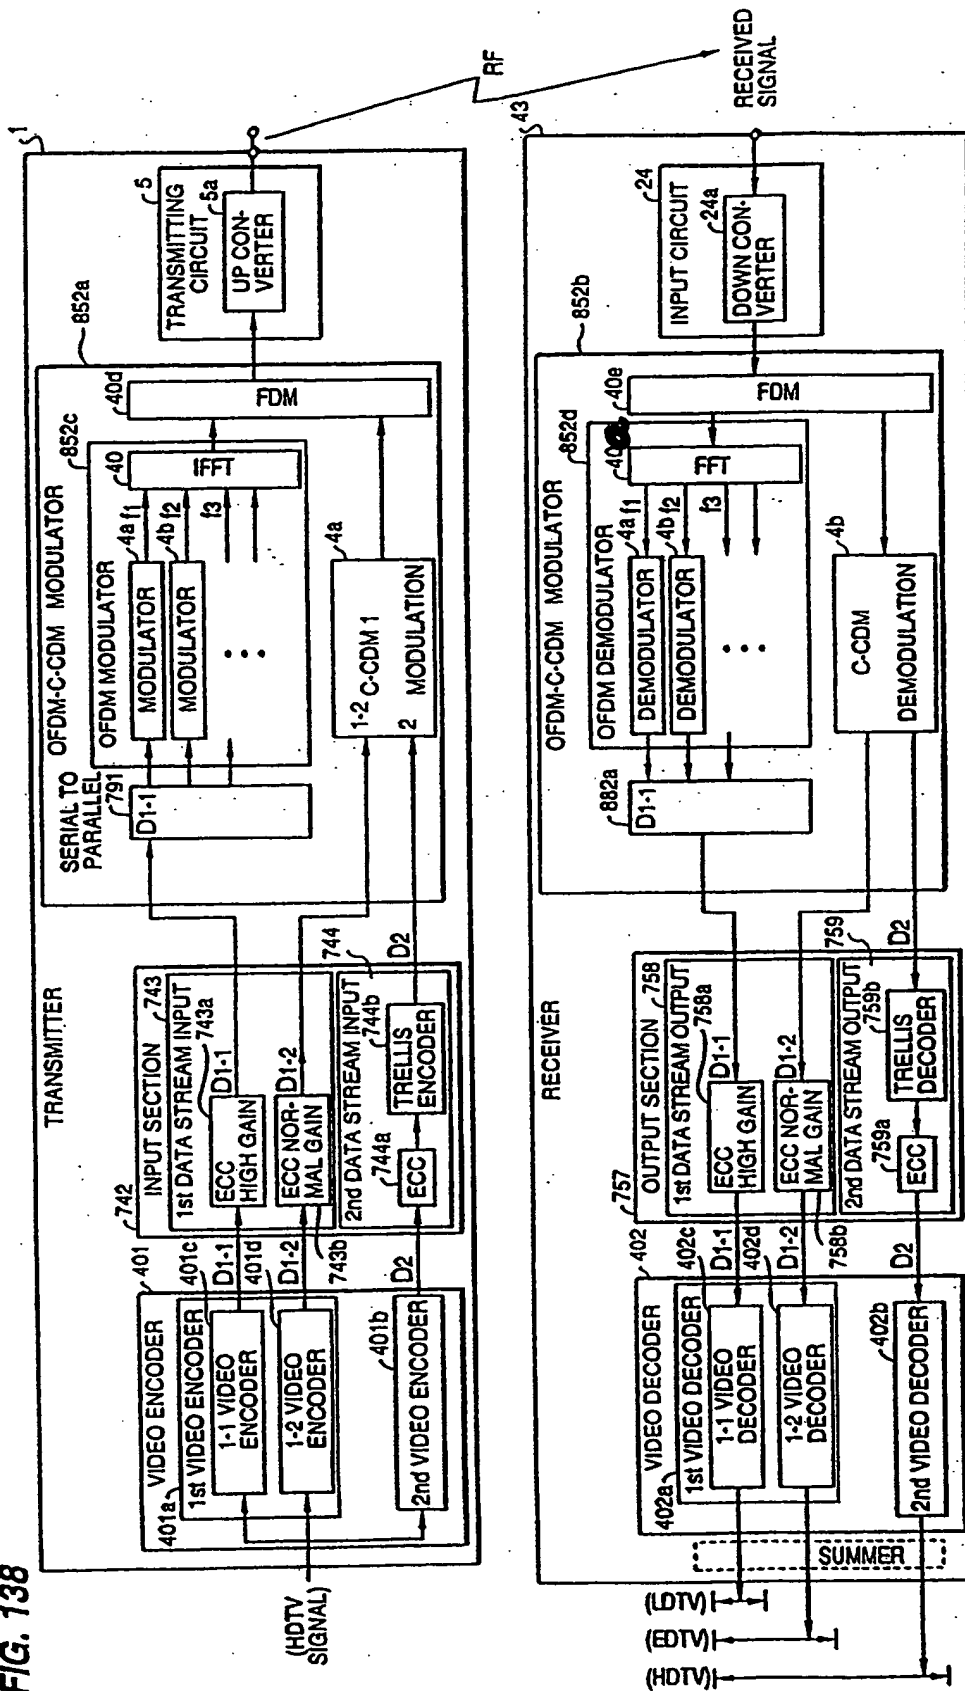 FIG. 138
TRANSMITTER
1
(HDTV
SIGNAL)
VIDEO ENCODER
401
401a
1st VIDEO ENCODER
401c
1-1 VIDEO
ENCODER
401d
1-2 VIDEO
ENCODER
401b
2nd VIDEO ENCODER
D1-1
D1-2
D2
742
INPUT SECTION
743
1st DATA STREAM INPUT
743a
ECC
HIGH GAIN
D1-1
ECC NOR-
MAL GAIN
D1-2
743b
744
2nd DATA STREAM INPUT
744a
ECC
744b
TRELLIS
ENCODER
D2
852a
OFDM-C-CDM MODULATOR
SERIAL TO
PARALLEL
791
D1-1
852c
OFDM MODULATOR
MODULATOR
4a
f1
MODULATOR
4b
f2
f3
40
IFFT
4a
1-2 C-CDM 1
2 MODULATION
40d
FDM
5
TRANSMITTING
CIRCUIT
5a
UP CON-
VERTER
RF
RECEIVED
SIGNAL
RECEIVER
43
24
INPUT CIRCUIT
24a
DOWN CON-
VERTER
852b
OFDM-C-CDM MODULATOR
40e
FDM
852d
OFDM DEMODULATOR
40
FFT
DEMODULATOR
4a
f1
DEMODULATOR
4b
f2
f3
882a
D1-1
4b
C-CDM
DEMODULATION
757
OUTPUT SECTION
758
1st DATA STREAM OUTPUT
758a
ECC
HIGH GAIN
D1-1
ECC NOR-
MAL GAIN
D1-2
758b
759
2nd DATA STREAM OUTPUT
759a
ECC
759b
TRELLIS
DECODER
D2
VIDEO DECODER
402
402a
1st VIDEO DECODER
402c
1-1 VIDEO
DECODER
D1-1
402d
1-2 VIDEO
DECODER
D1-2
402b
2nd VIDEO DECODER
D2
SUMMER
(LDTV)
(EDTV)
(HDTV)